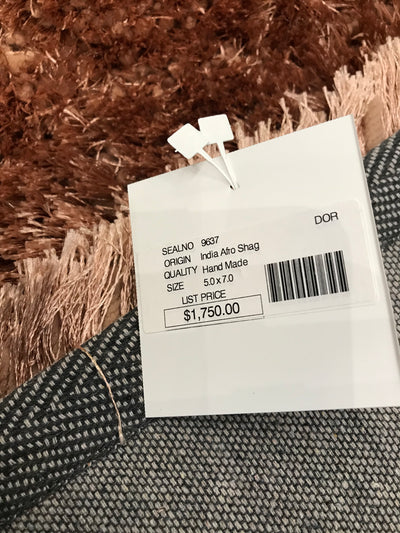 DOR
SEALNO 9637
ORIGIN India Afro Shag
QUALITY Hand Made
SIZE 5.0 x 7.0
LIST PRICE
$1,750.00